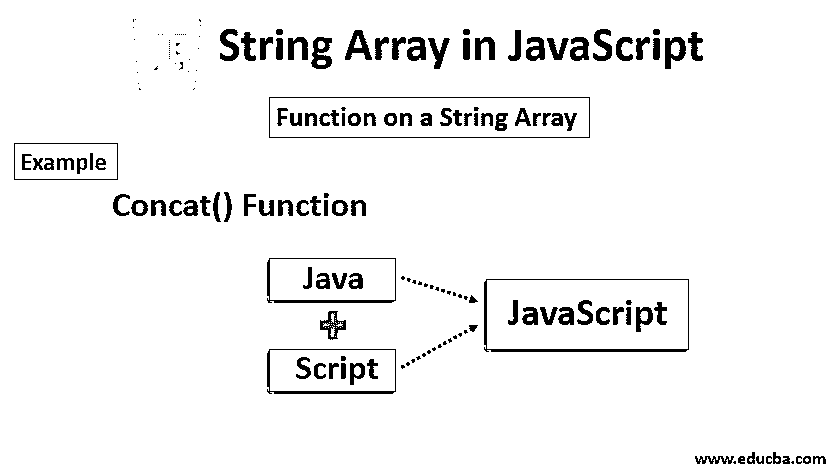 String Array in JavaScript
Function on a String Array
Example
Concat() Function
Java
Script
JavaScript
www.educba.com